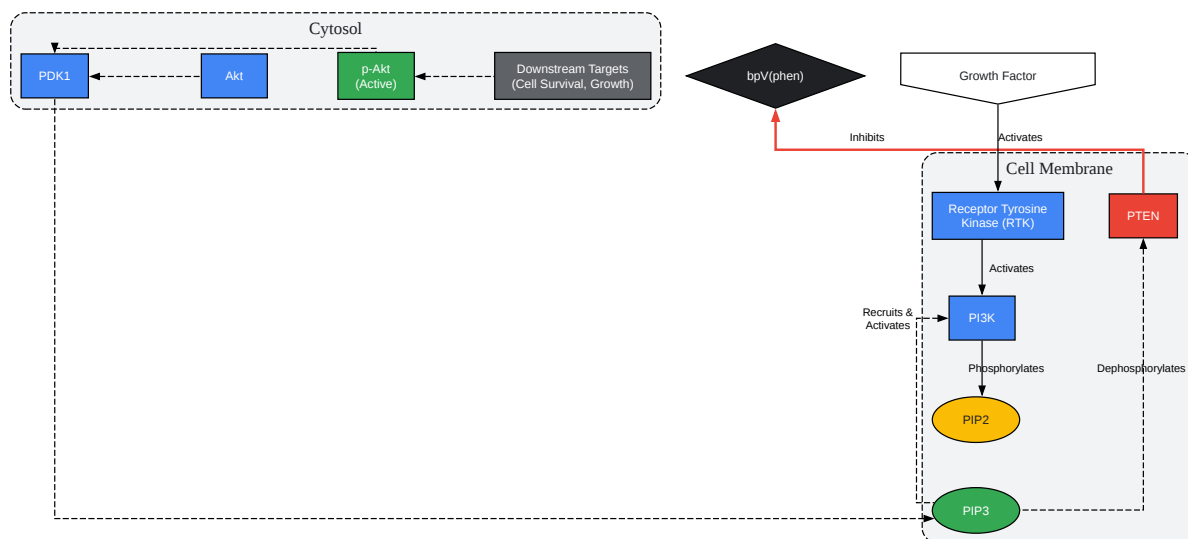 Cytosol
PDK1
Akt
p-Akt
(Active)
Downstream Targets
(Cell Survival, Growth)
bpV(phen)
Growth Factor
Inhibits
Activates
Cell Membrane
Receptor Tyrosine
Kinase (RTK)
PTEN
Activates
Recruits &
Activates
PI3K
Phosphorylates
Dephosphorylates
PIP2
PIP3